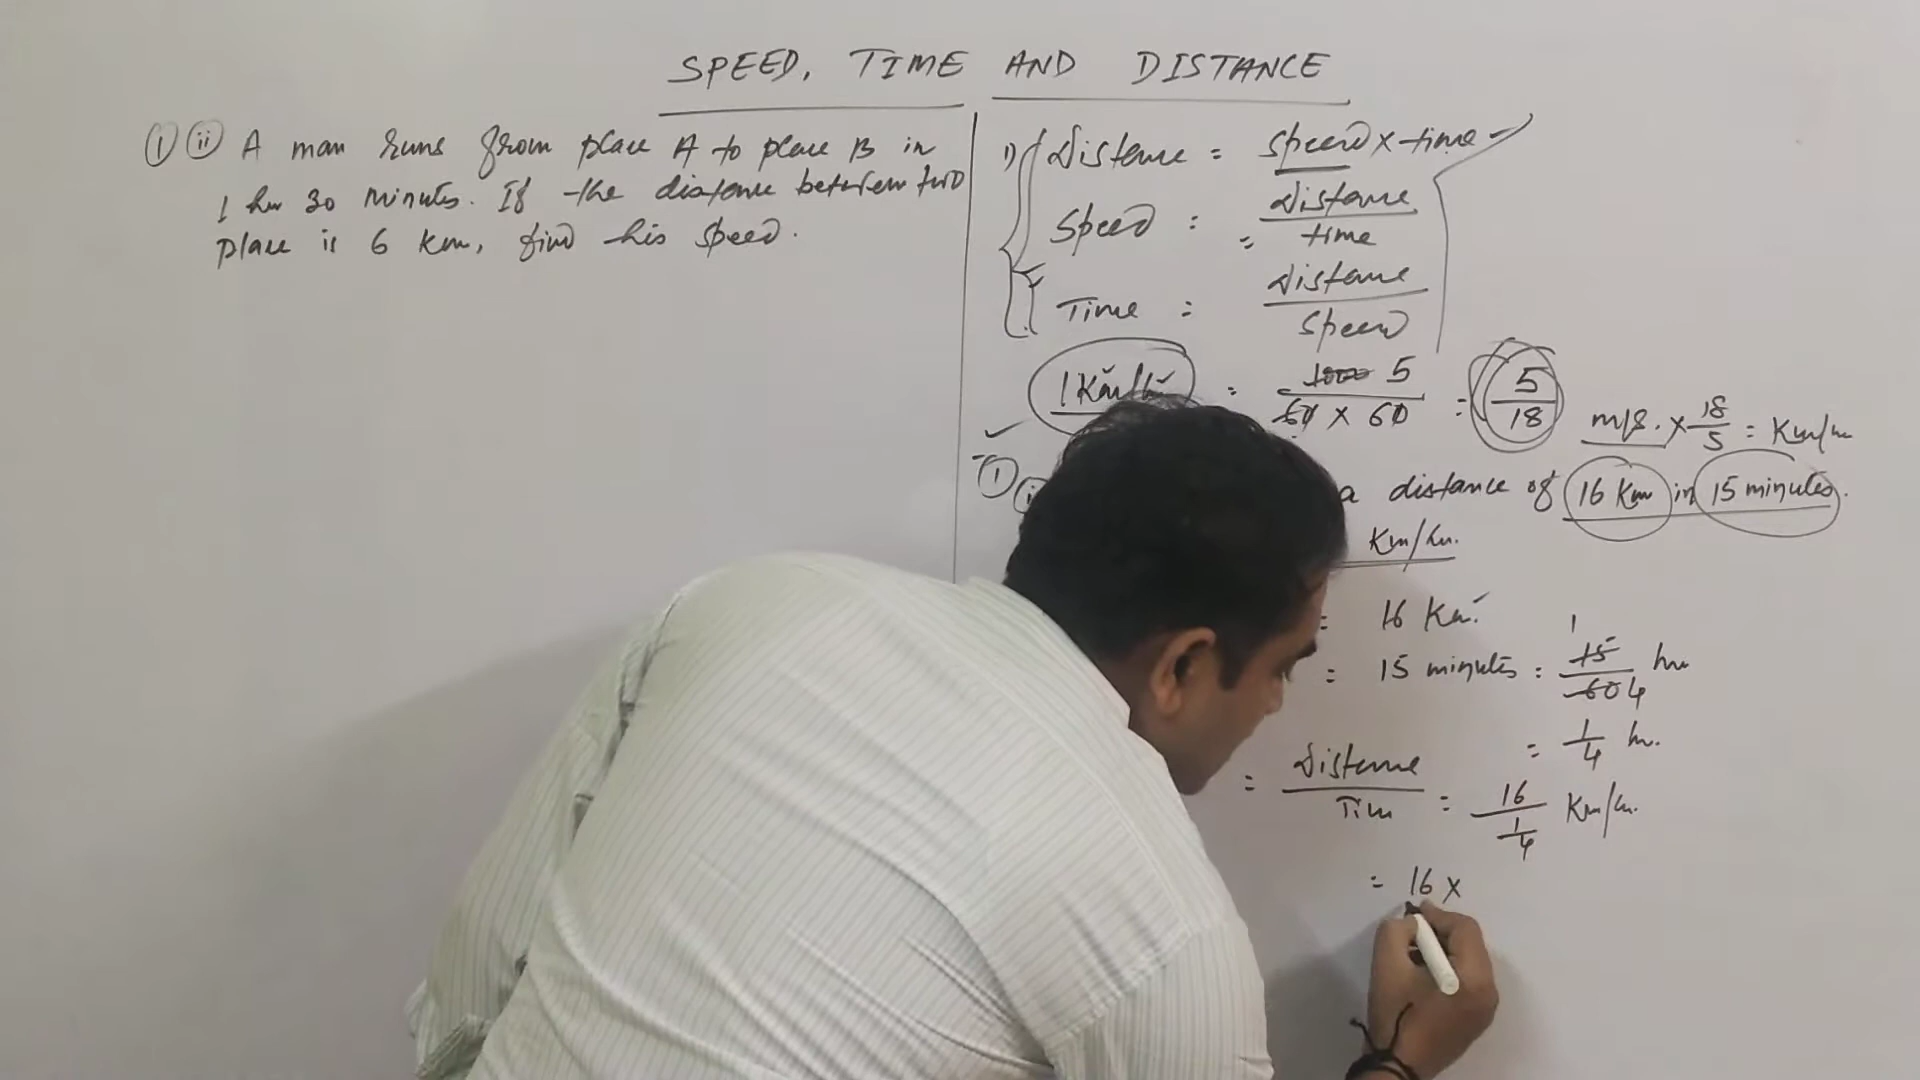 SPEED, TIME AND DISTANCE
① ⅱ A man runs from place A to place B in
1 hr 30 minutes. If the distance between two
place is 6 Km, find his speed.
1) Distance = speed x time
Speed : = distance / time
Time : distance / speed
1 Km/hr = 1000 5 / 60 x 60 = 5/18 m/s. x 18/5 = Km/hr
① a distance of 16 Km in 15 minutes.
Km/hr.
= 16 Km.
= 15 minutes = 15 1 / 60 4 hr
= 1/4 hr.
= Distance / Time = 16 / 1/4 Km/hr.
= 16 x